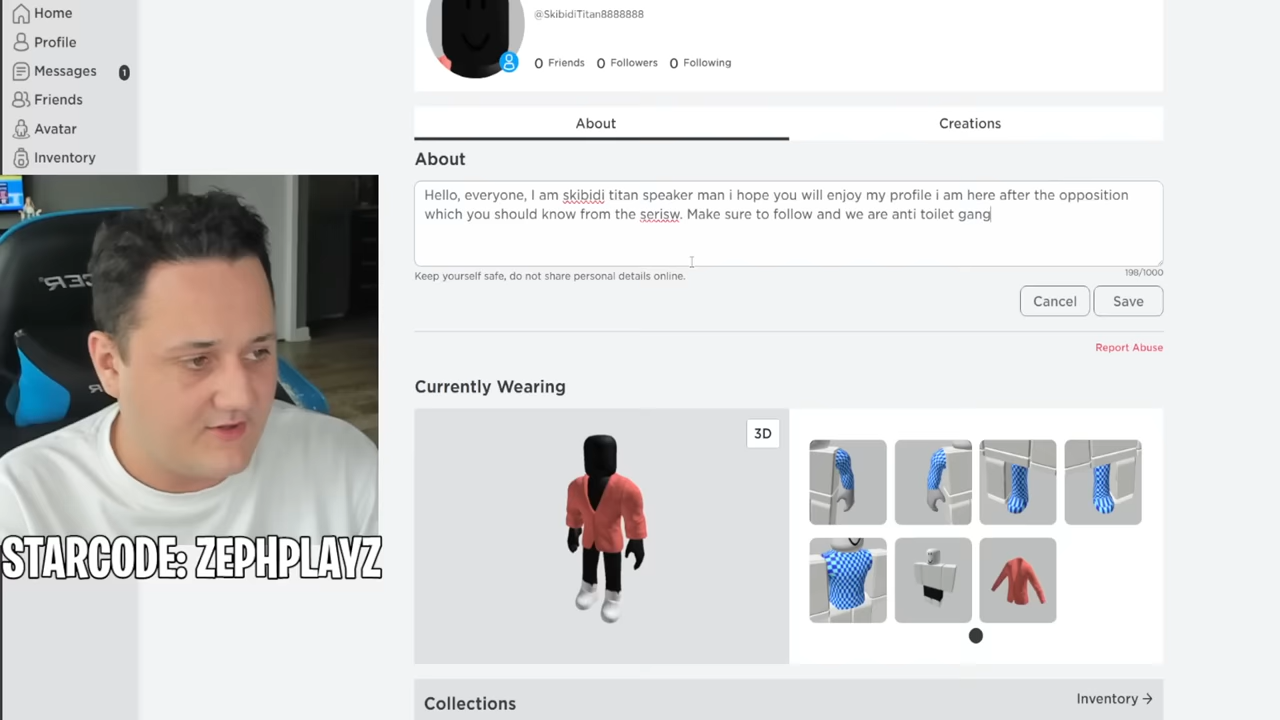 Home
@SkibidiTitan8888888
Profile
0 Friends 0 Followers 0 Following
Messages 1
Friends
Avatar
Inventory
About Creations
About
Hello, everyone, I am skibidi titan speaker man i hope you will enjoy my profile i am here after the opposition
which you should know from the serisw. Make sure to follow and we are anti toilet gang
Keep yourself safe, do not share personal details online. 198/1000
Cancel Save
Report Abuse
Currently Wearing
3D
STARCODE: ZEPHPLAYZ
Collections Inventory →